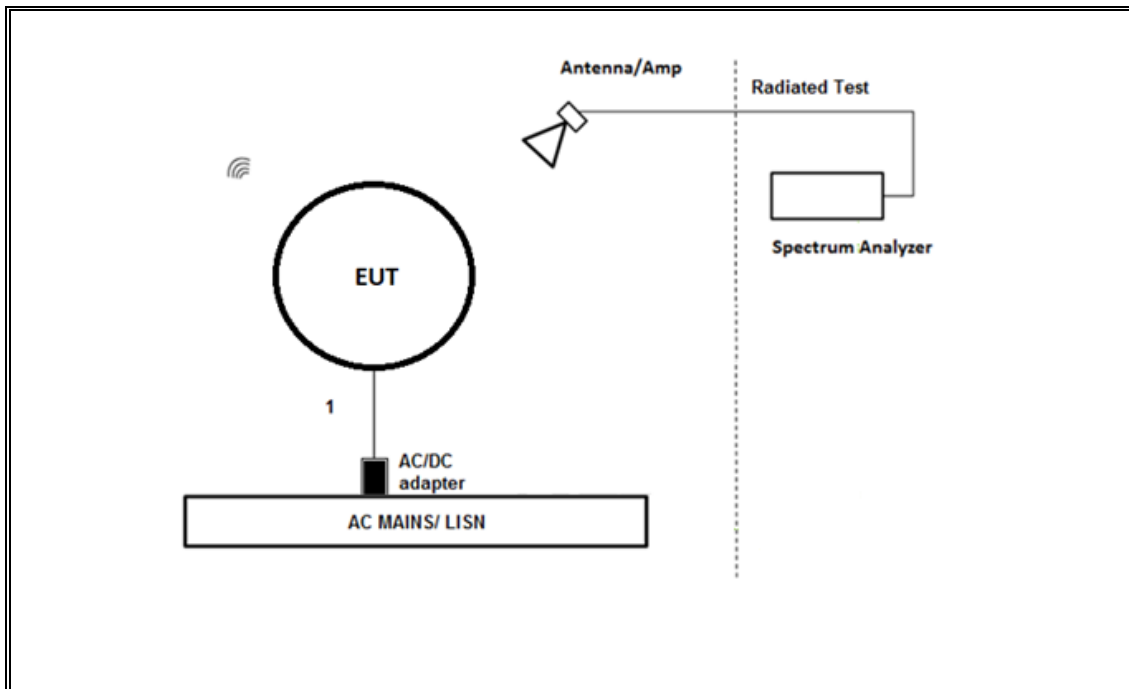 Antenna/Amp
Radiated Test
Spectrum Analyzer
EUT
1
AC/DC
adapter
AC MAINS/ LISN